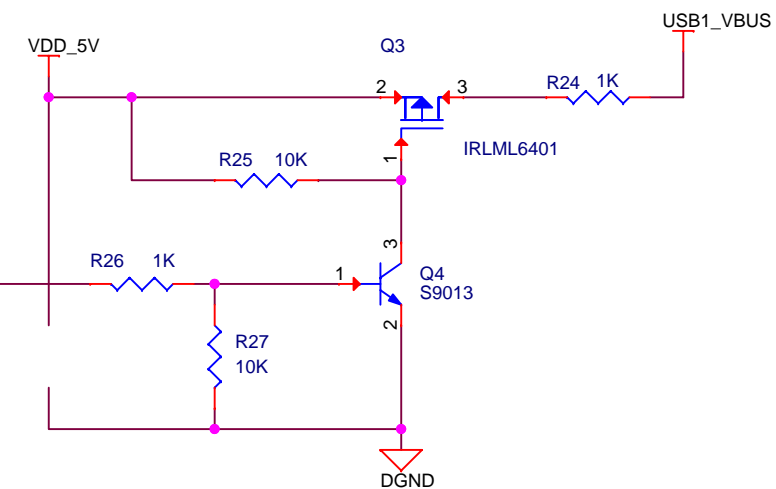 USB1_VBUS
VDD_5V
Q3
2
3
R24 1K
IRLML6401
1
R25 10K
3
R26 1K
1
Q4
S9013
2
R27
10K
DGND